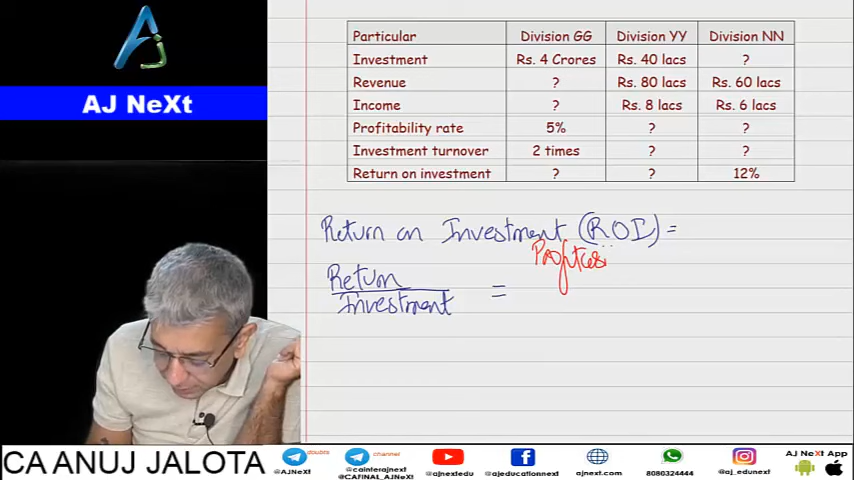 AJ
AJ NeXt
Particular Division GG Division YY Division NN
Investment Rs. 4 Crores Rs. 40 lacs ?
Revenue ? Rs. 80 lacs Rs. 60 lacs
Income ? Rs. 8 lacs Rs. 6 lacs
Profitability rate 5% ? ?
Investment turnover 2 times ? ?
Return on investment ? ? 12%
Return on Investment (ROI) =
Return
Investment =
CA ANUJ JALOTA
doubts
@AJNeXt
channel
@cainterajnext
@CAFINAL_AJNeXt
@ajnextedu
@ajeducationnext
ajnext.com
8080324444
@aj_edunext
AJ NeXt App